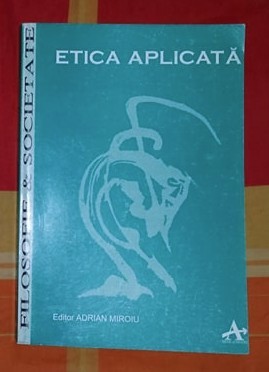 ETICA APLICATĂ
FILOSOFIE & SOCIETATE
Editor ADRIAN MIROIU